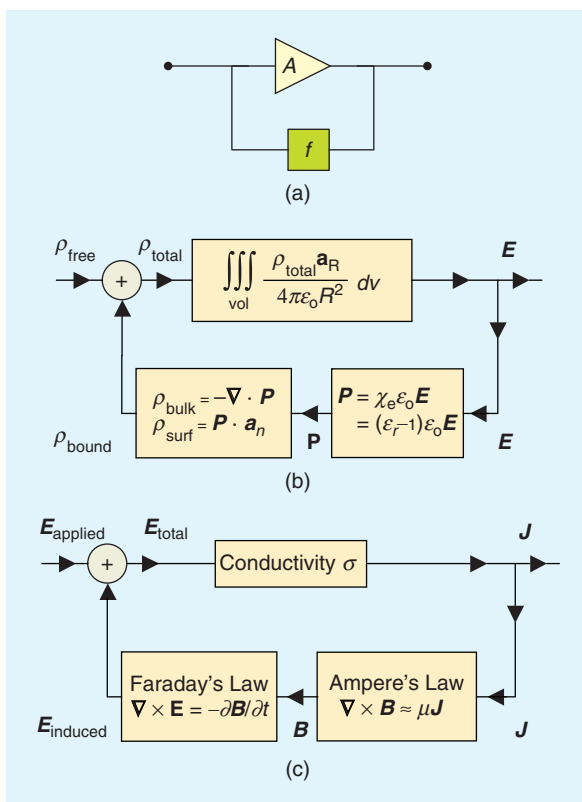 A
f
(a)
ρfree
ρtotal
∭vol ρtotal aR / 4πεoR² dv
E
+
ρbulk = –∇ · P
ρsurf = P · an
P = χeεoE
= (εr–1)εoE
ρbound
P
E
(b)
Eapplied
Etotal
J
+
Conductivity σ
Faraday's Law
∇ × E = –∂B/∂t
Ampere's Law
∇ × B ≈ μJ
Einduced
B
J
(c)